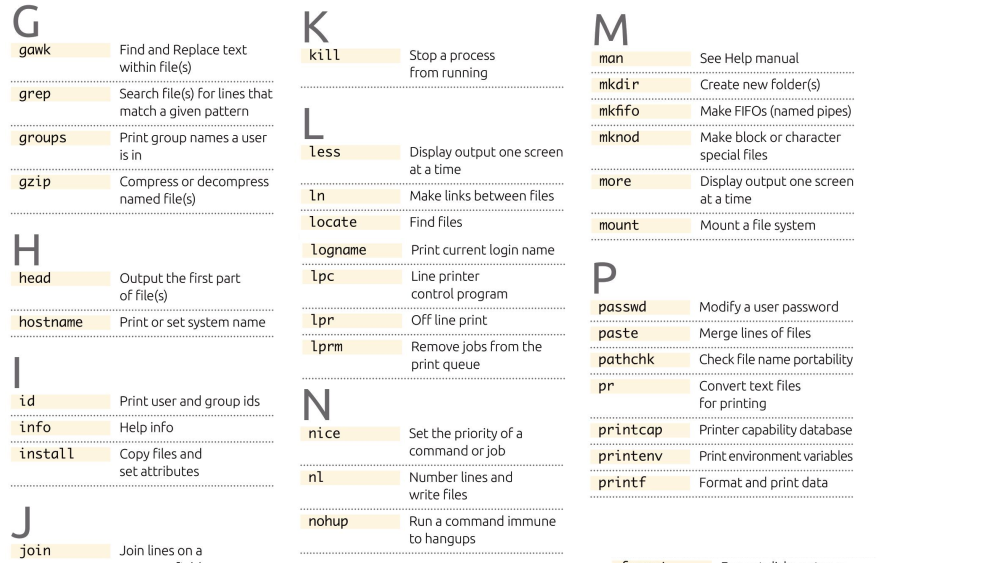 G
gawk Find and Replace text
within file(s)
grep Search file(s) for lines that
match a given pattern
groups Print group names a user
is in
gzip Compress or decompress
named file(s)
H
head Output the first part
of file(s)
hostname Print or set system name
I
id Print user and group ids
info Help info
install Copy files and
set attributes
J
join Join lines on a
K
kill Stop a process
from running
L
less Display output one screen
at a time
ln Make links between files
locate Find files
logname Print current login name
lpc Line printer
control program
lpr Off line print
lprm Remove jobs from the
print queue
N
nice Set the priority of a
command or job
nl Number lines and
write files
nohup Run a command immune
to hangups
M
man See Help manual
mkdir Create new folder(s)
mkfifo Make FIFOs (named pipes)
mknod Make block or character
special files
more Display output one screen
at a time
mount Mount a file system
P
passwd Modify a user password
paste Merge lines of files
pathchk Check file name portability
pr Convert text files
for printing
printcap Printer capability database
printenv Print environment variables
printf Format and print data